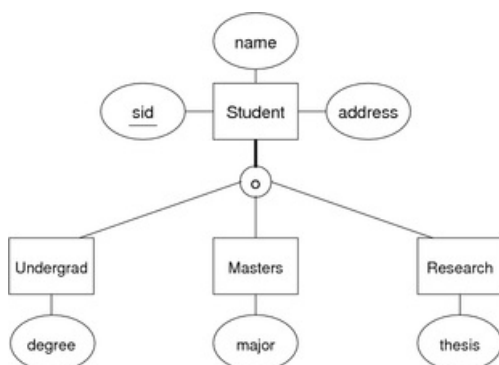 name
sid
Student
address
o
Undergrad
Masters
Research
degree
major
thesis